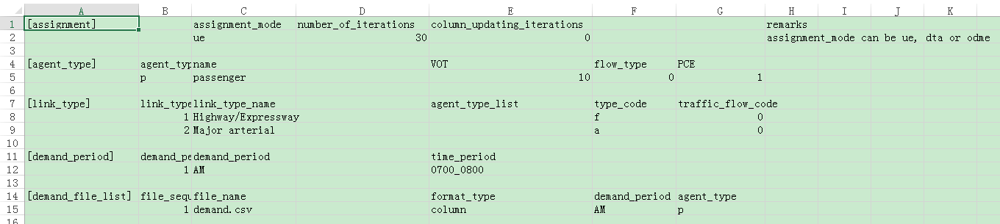 A B C D E F G H I J K
1 [assignment] assignment_mode number_of_iterations column_updating_iterations remarks
2 ue 30 0 assignment_mode can be ue, dta or odme
3
4 [agent_type] agent_typ name VOT flow_type PCE
5 p passenger 10 0 1
6
7 [link_type] link_type link_type_name agent_type_list type_code traffic_flow_code
8 1 Highway/Expressway f 0
9 2 Major arterial a 0
10
11 [demand_period] demand_pe demand_period time_period
12 1 AM 0700_0800
13
14 [demand_file_list] file_sequ file_name format_type demand_period agent_type
15 1 demand.csv column AM p
16